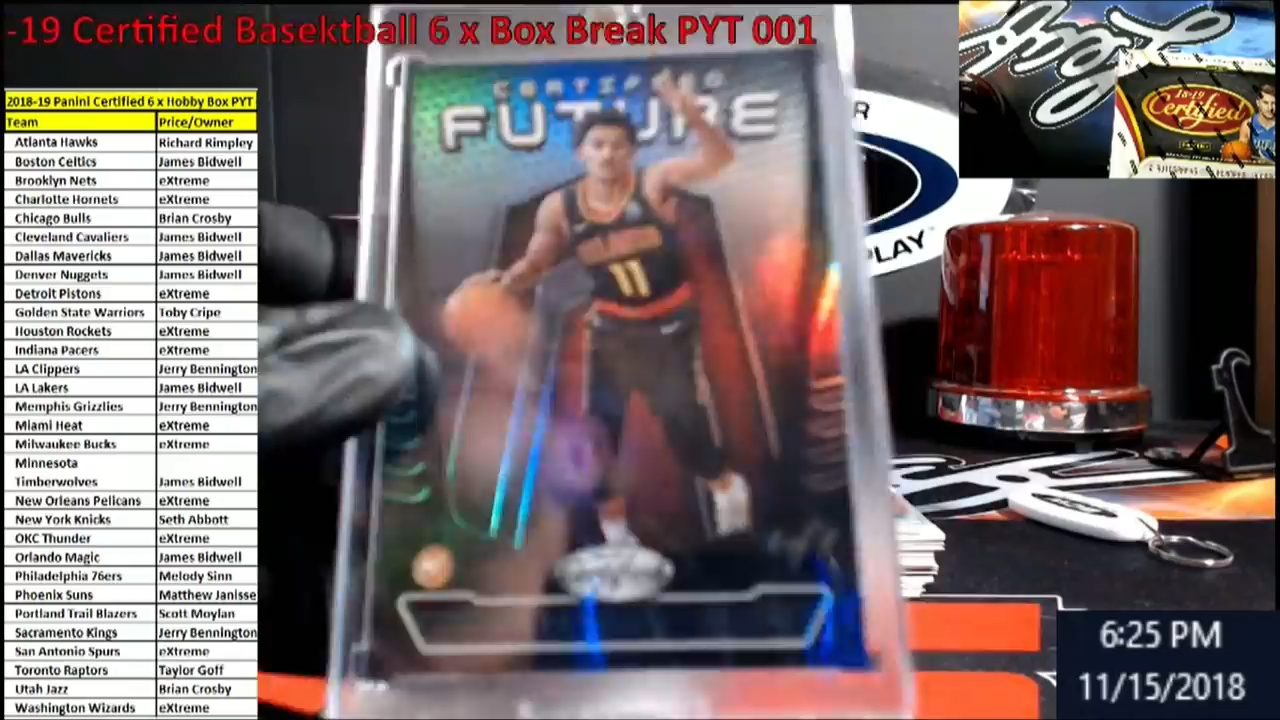 -19 Certified Basektball 6 x Box Break PYT 001
2018-19 Panini Certified 6 x Hobby Box PYT
Team Price/Owner
Atlanta Hawks Richard Rimpley
Boston Celtics James Bidwell
Brooklyn Nets eXtreme
Charlotte Hornets eXtreme
Chicago Bulls Brian Crosby
Cleveland Cavaliers James Bidwell
Dallas Mavericks James Bidwell
Denver Nuggets James Bidwell
Detroit Pistons eXtreme
Golden State Warriors Toby Cripe
Houston Rockets eXtreme
Indiana Pacers eXtreme
LA Clippers Jerry Bennington
LA Lakers James Bidwell
Memphis Grizzlies Jerry Bennington
Miami Heat eXtreme
Milwaukee Bucks eXtreme
Minnesota
Timberwolves James Bidwell
New Orleans Pelicans eXtreme
New York Knicks Seth Abbott
OKC Thunder eXtreme
Orlando Magic James Bidwell
Philadelphia 76ers Melody Sinn
Phoenix Suns Matthew Janisse
Portland Trail Blazers Scott Moylan
Sacramento Kings Jerry Bennington
San Antonio Spurs eXtreme
Toronto Raptors Taylor Goff
Utah Jazz Brian Crosby
Washington Wizards eXtreme
CERTIFIED
FUTURE
ATLANTA
11
R
PLAY
18-19
Certified
PANINI
6:25 PM
11/15/2018